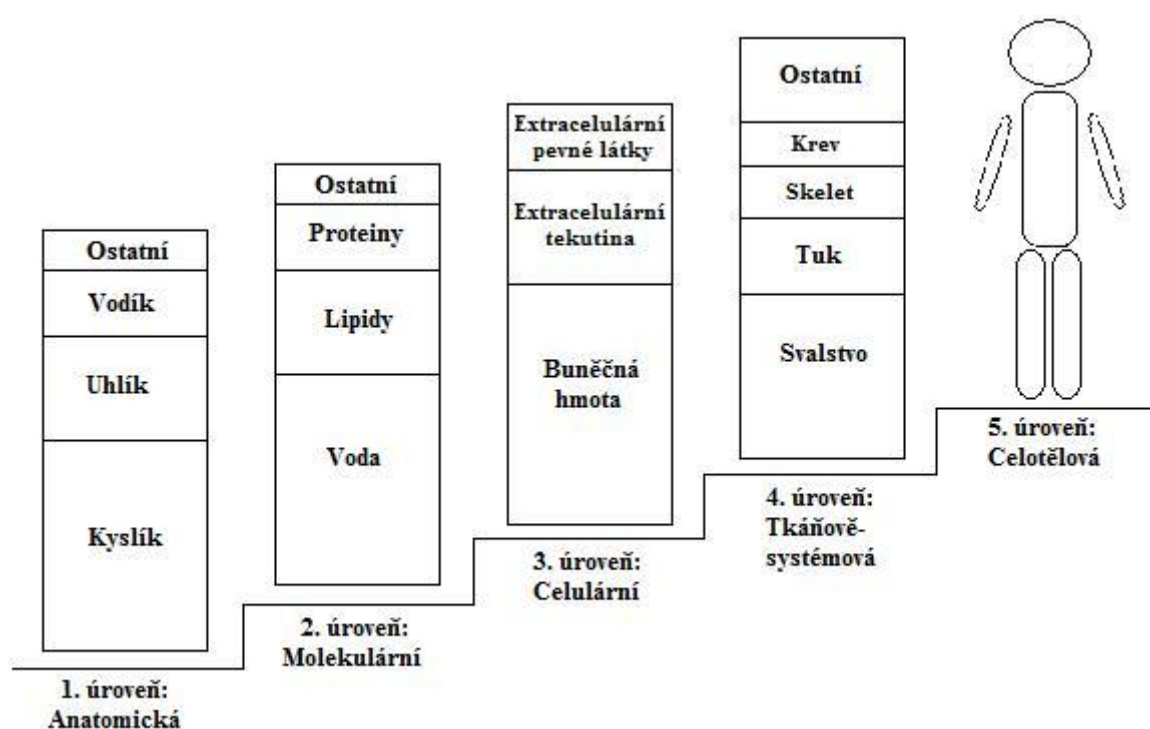 Ostatní
Vodík
Uhlík
Kyslík
1. úroveň:
Anatomická
Ostatní
Proteiny
Lipidy
Voda
2. úroveň:
Molekulární
Extracelulární
pevné látky
Extracelulární
tekutina
Buněčná
hmota
3. úroveň:
Celulární
Ostatní
Krev
Skelet
Tuk
Svalstvo
4. úroveň:
Tkáňově-
systémová
5. úroveň:
Celotělová